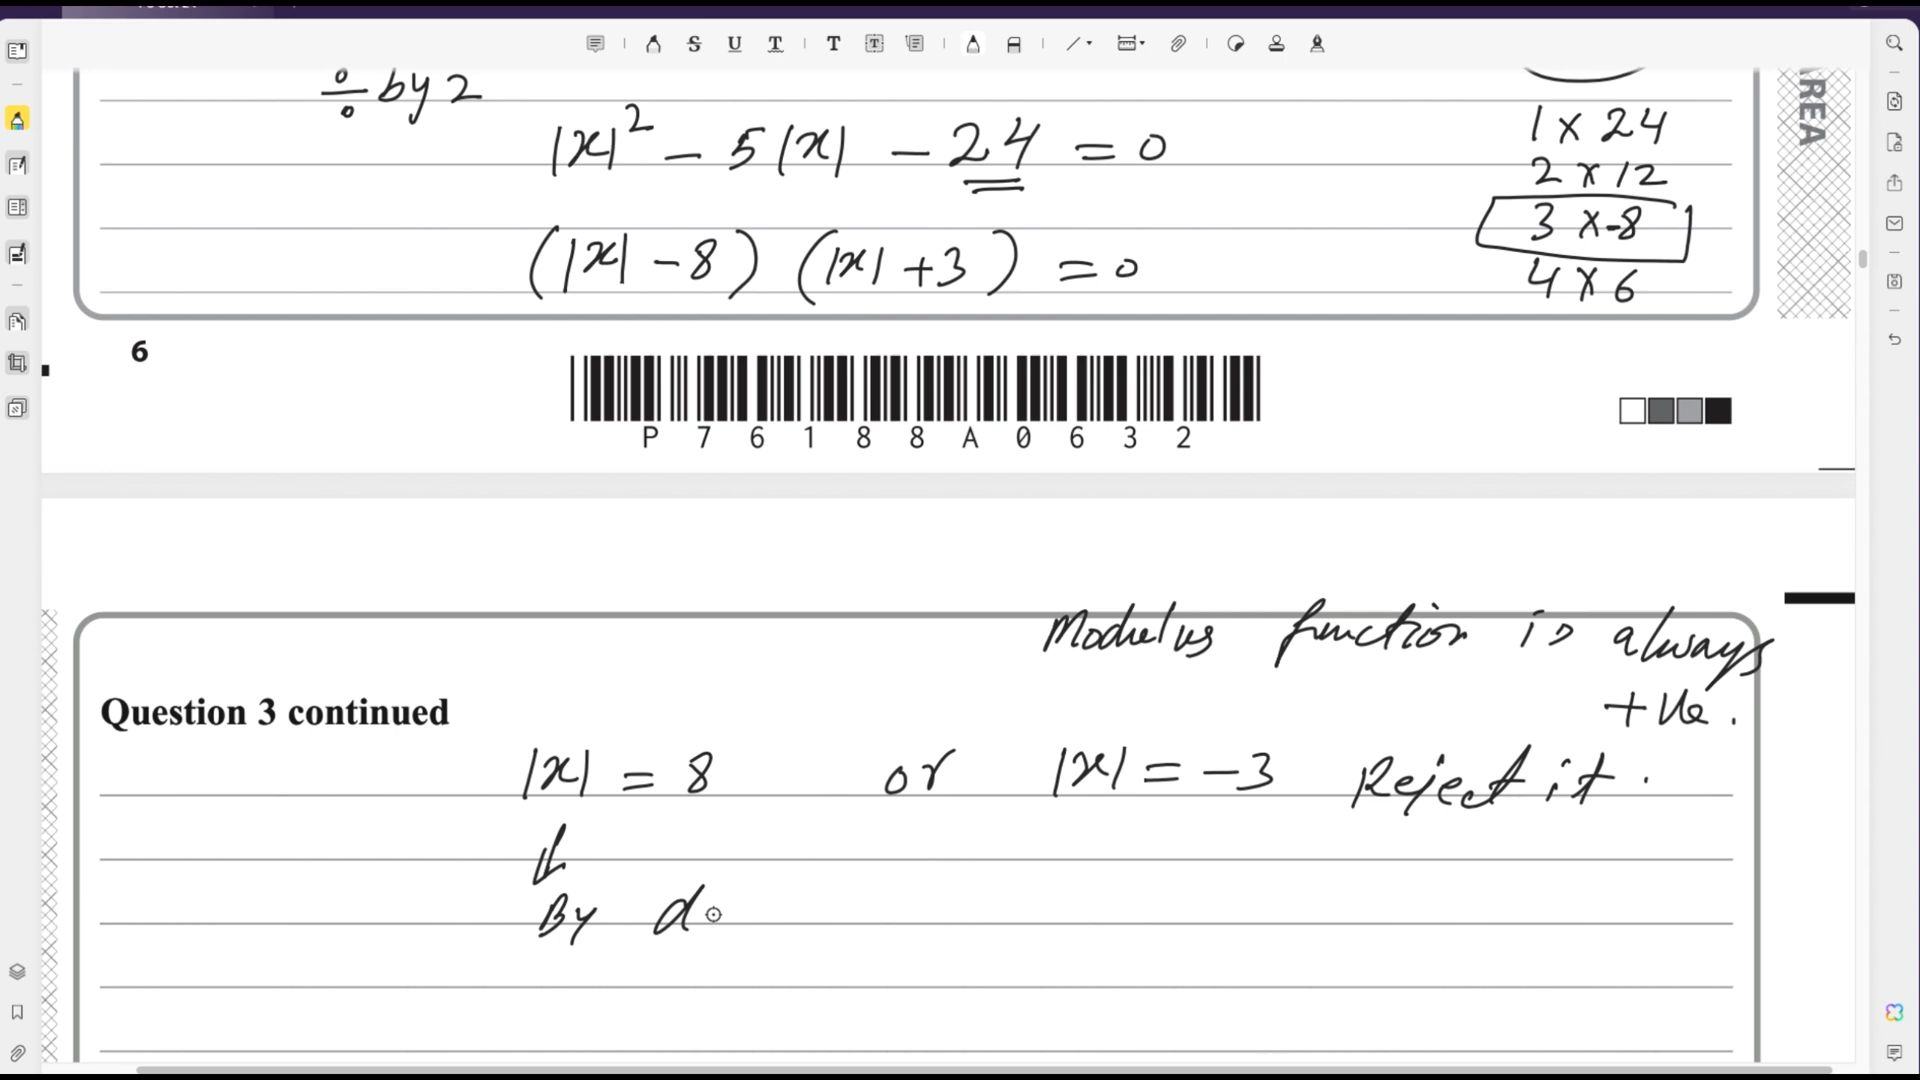 ÷ by 2
|x|² - 5|x| - 24 = 0
1 x 24
2 x 12
3 x -8
4 x 6
(|x| - 8) (|x| + 3) = 0
AREA
6
P 7 6 1 8 8 A 0 6 3 2
Modulus function is always
+ve.
Question 3 continued
|x| = 8 or |x| = -3 Reject it.
By d